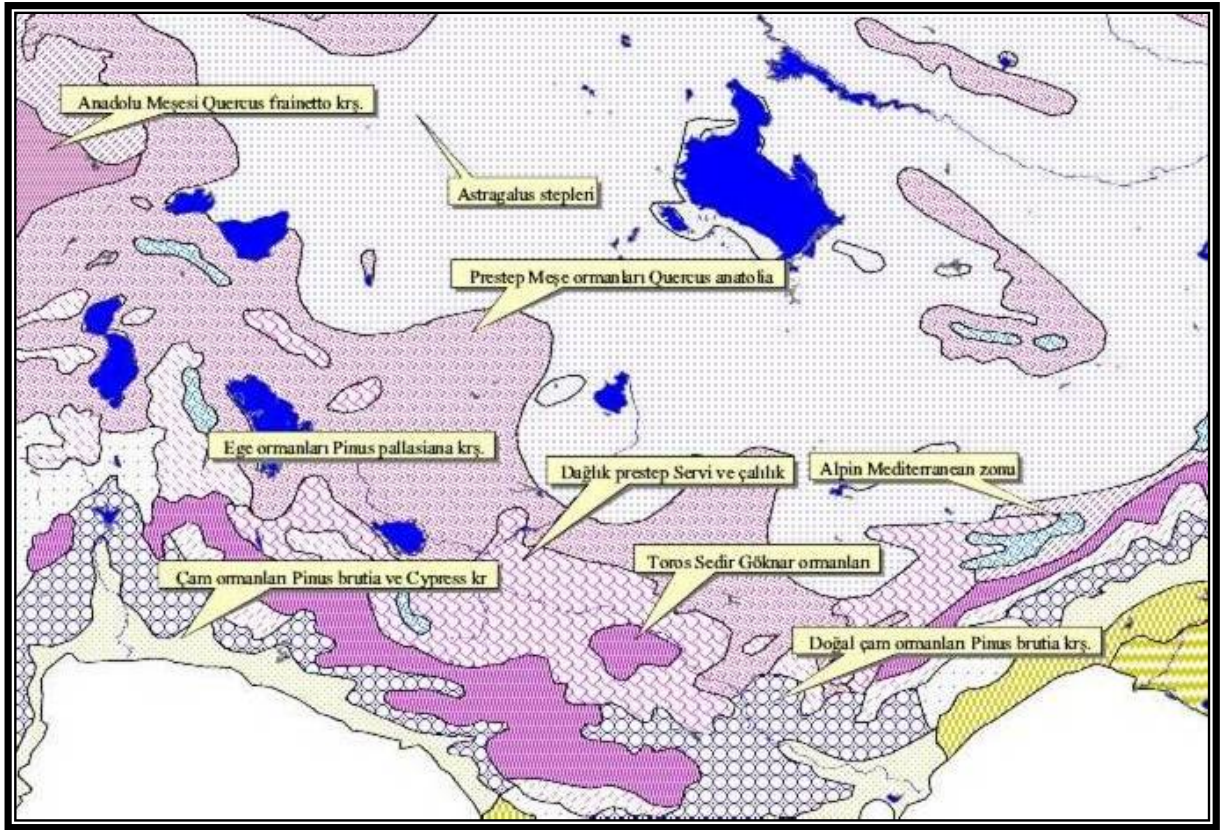 Anadolu Meşesi Quercus frainetto krş.
Astragalus stepleri
Prestep Meşe ormanları Quercus anatolia
Ege ormanları Pinus pallasiana krş.
Dağlık prestep Servi ve çalılık
Alpin Mediterranean zonu
Toros Sedir Göknar ormanları
Çam ormanları Pinus brutia ve Cypress kr
Doğal çam ormanları Pinus brutia krş.